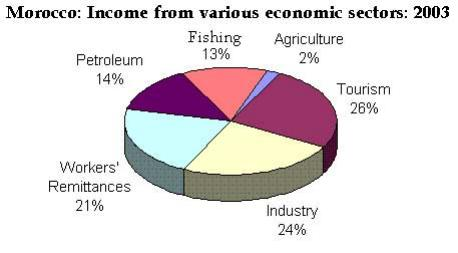 Morocco: Income from various economic sectors: 2003
Fishing
13%
Agriculture
2%
Petroleum
14%
Tourism
26%
Workers'
Remittances
21%
Industry
24%